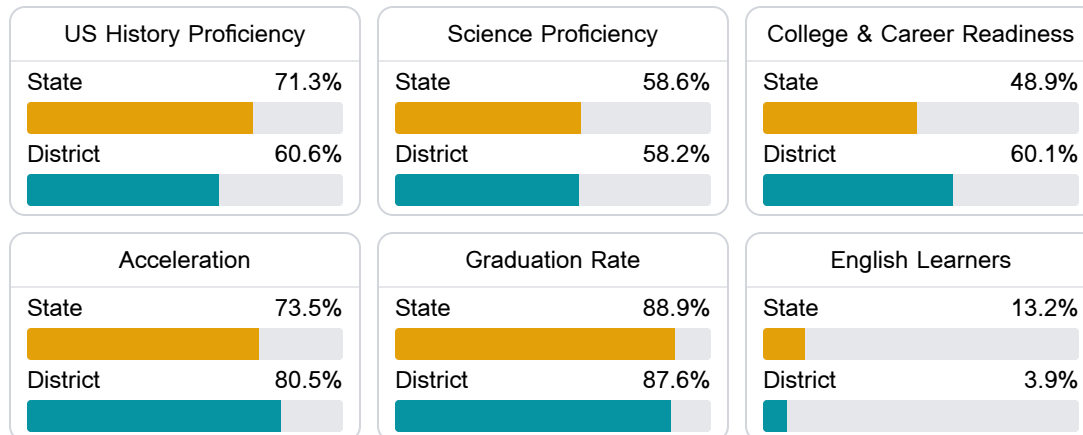 US History Proficiency
State 71.3%
District 60.6%
Science Proficiency
State 58.6%
District 58.2%
College & Career Readiness
State 48.9%
District 60.1%
Acceleration
State 73.5%
District 80.5%
Graduation Rate
State 88.9%
District 87.6%
English Learners
State 13.2%
District 3.9%